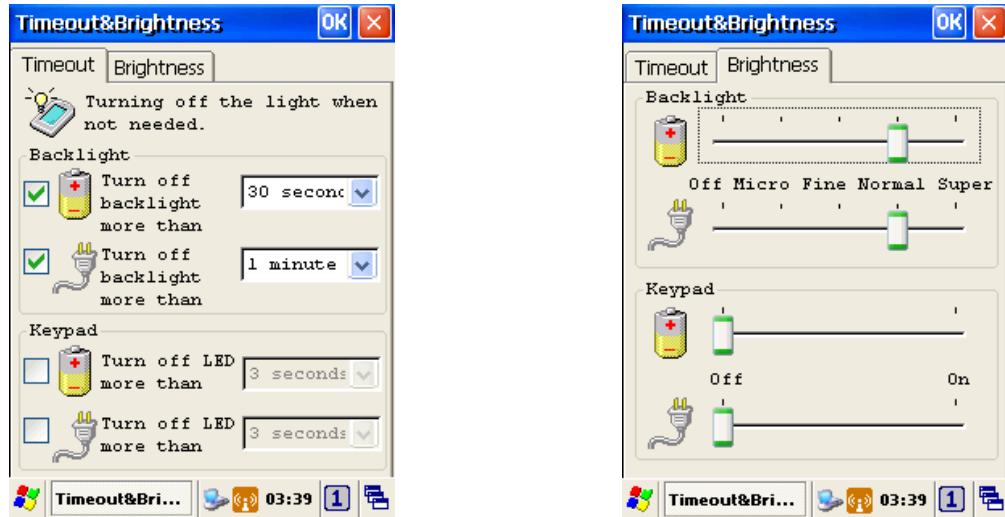 Timeout&Brightness OK
Timeout Brightness
Turning off the light when
not needed.
Backlight
Turn off
backlight
more than
30 second
Turn off
backlight
more than
1 minute
Keypad
Turn off LED
more than
3 seconds
Turn off LED
more than
3 seconds
Timeout&Bri... 03:39 1
Timeout&Brightness OK
Timeout Brightness
Backlight
Off Micro Fine Normal Super
Keypad
Off On
Timeout&Bri... 03:39 1